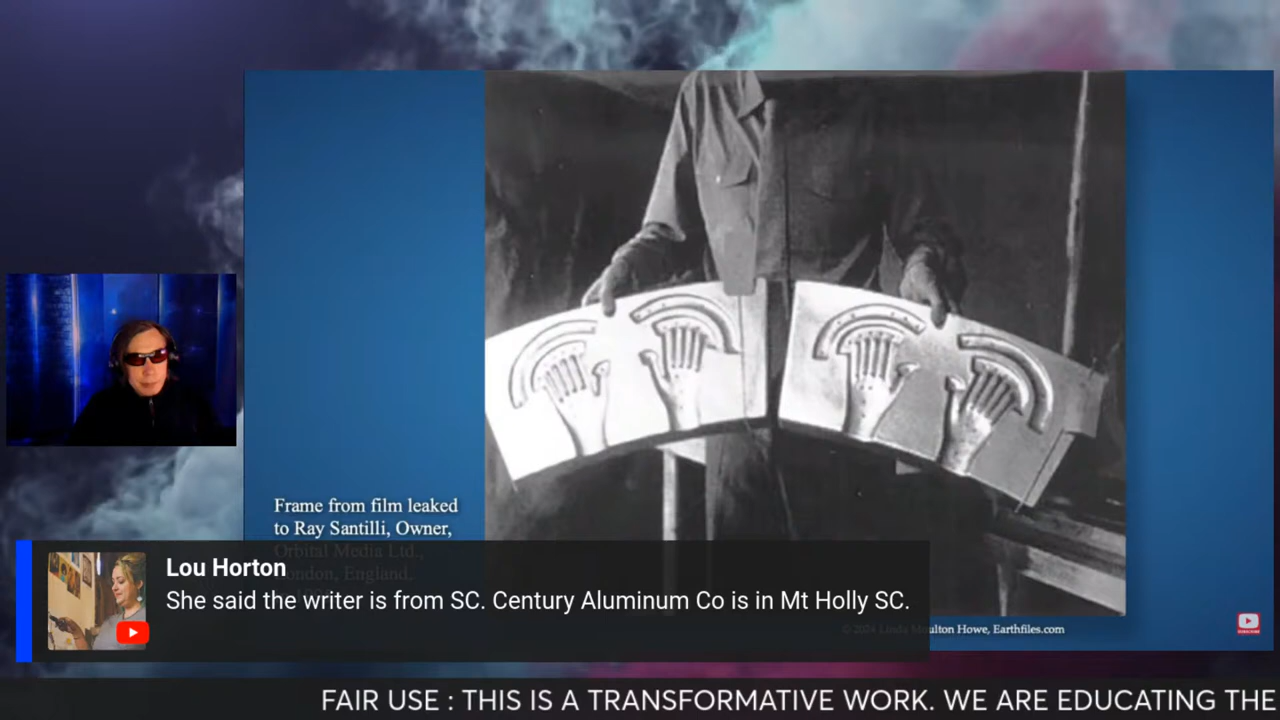 Frame from film leaked
to Ray Santilli, Owner,
Orbital Media Ltd.,
London, England.
Lou Horton
She said the writer is from SC. Century Aluminum Co is in Mt Holly SC.
© 2024 Linda Moulton Howe, Earthfiles.com
SUBSCRIBE
FAIR USE : THIS IS A TRANSFORMATIVE WORK. WE ARE EDUCATING THE